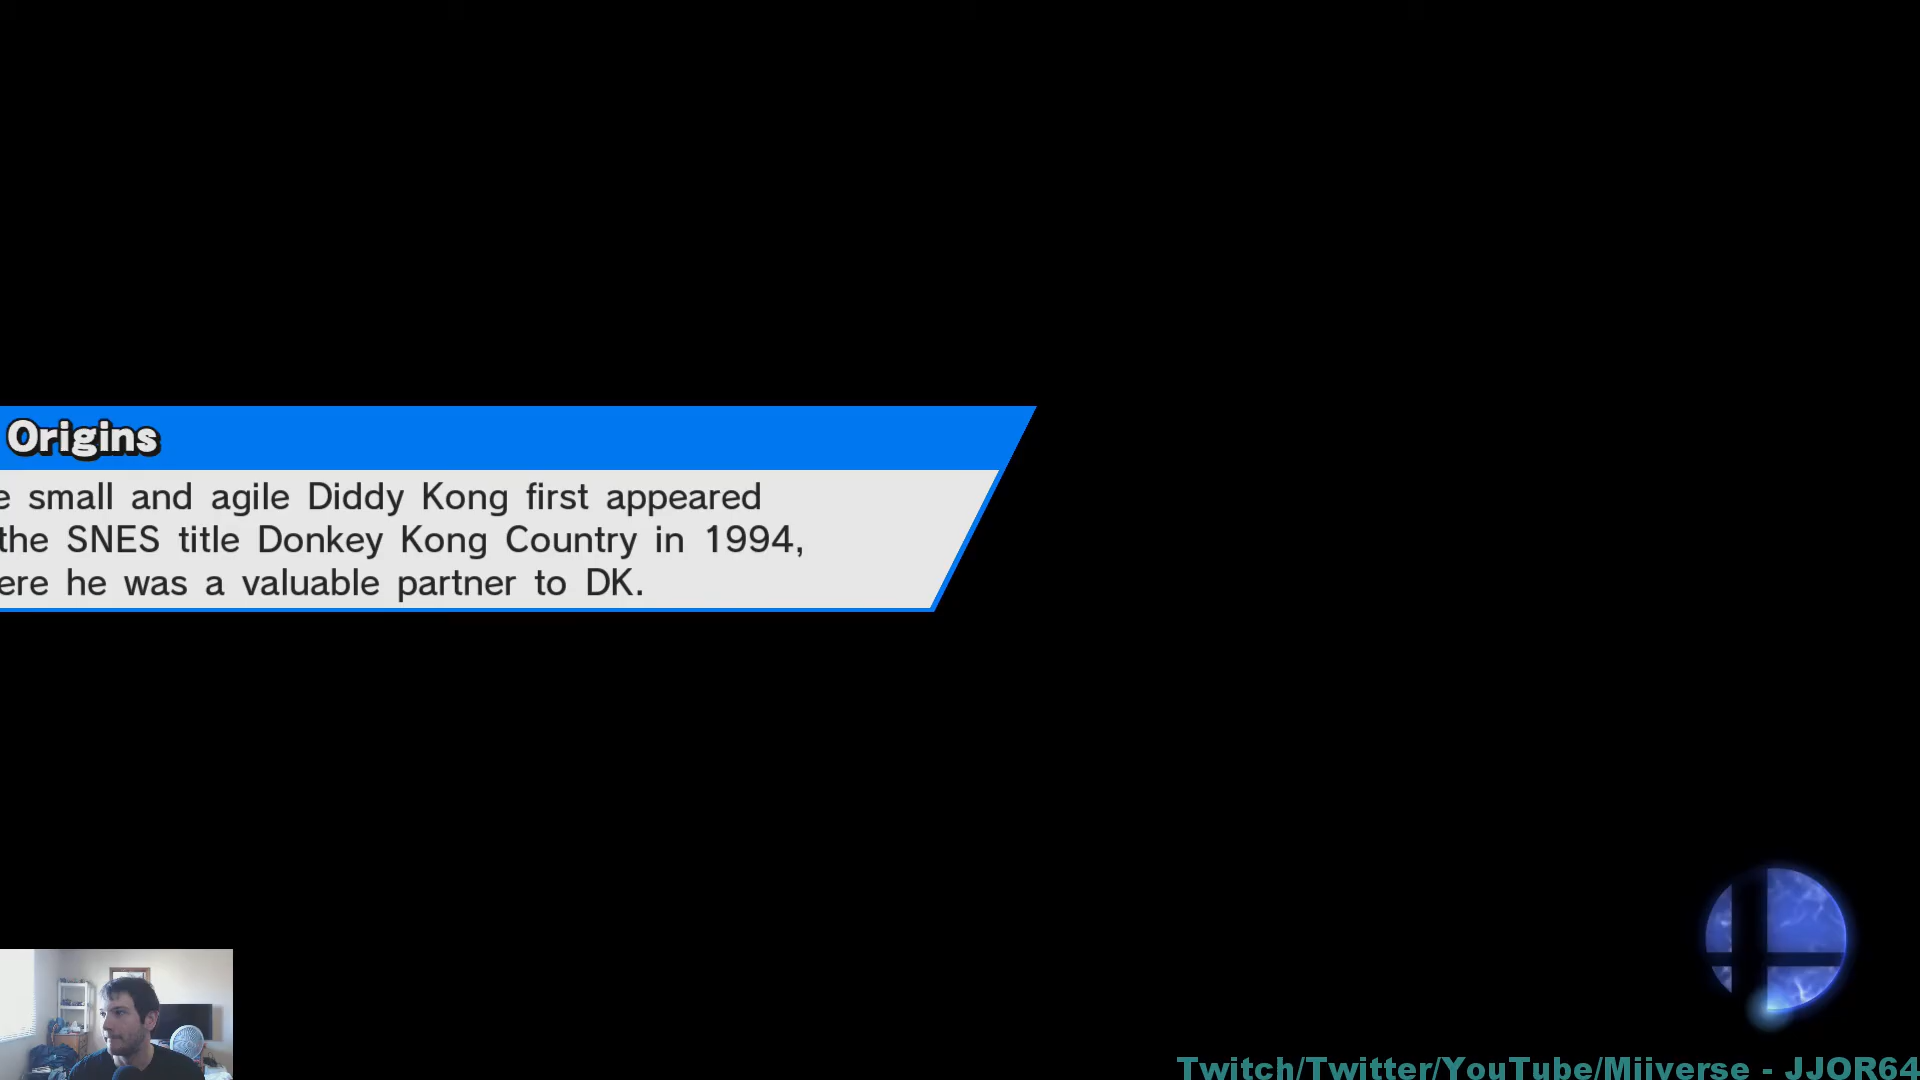 Origins
small and agile Diddy Kong first appeared
the SNES title Donkey Kong Country in 1994,
he was a valuable partner to DK.
Twitch/Twitter/YouTube/Miiverse - JJOR64